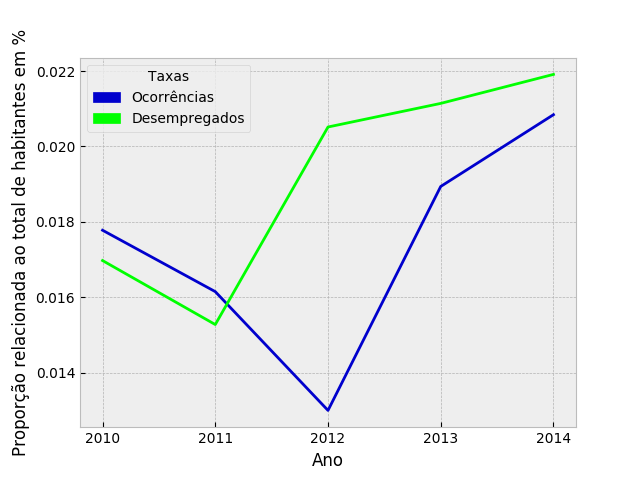 Proporção relacionada ao total de habitantes em %
0.022
0.020
0.018
0.016
0.014
Taxas
Ocorrências
Desempregados
2010 2011 2012 2013 2014
Ano